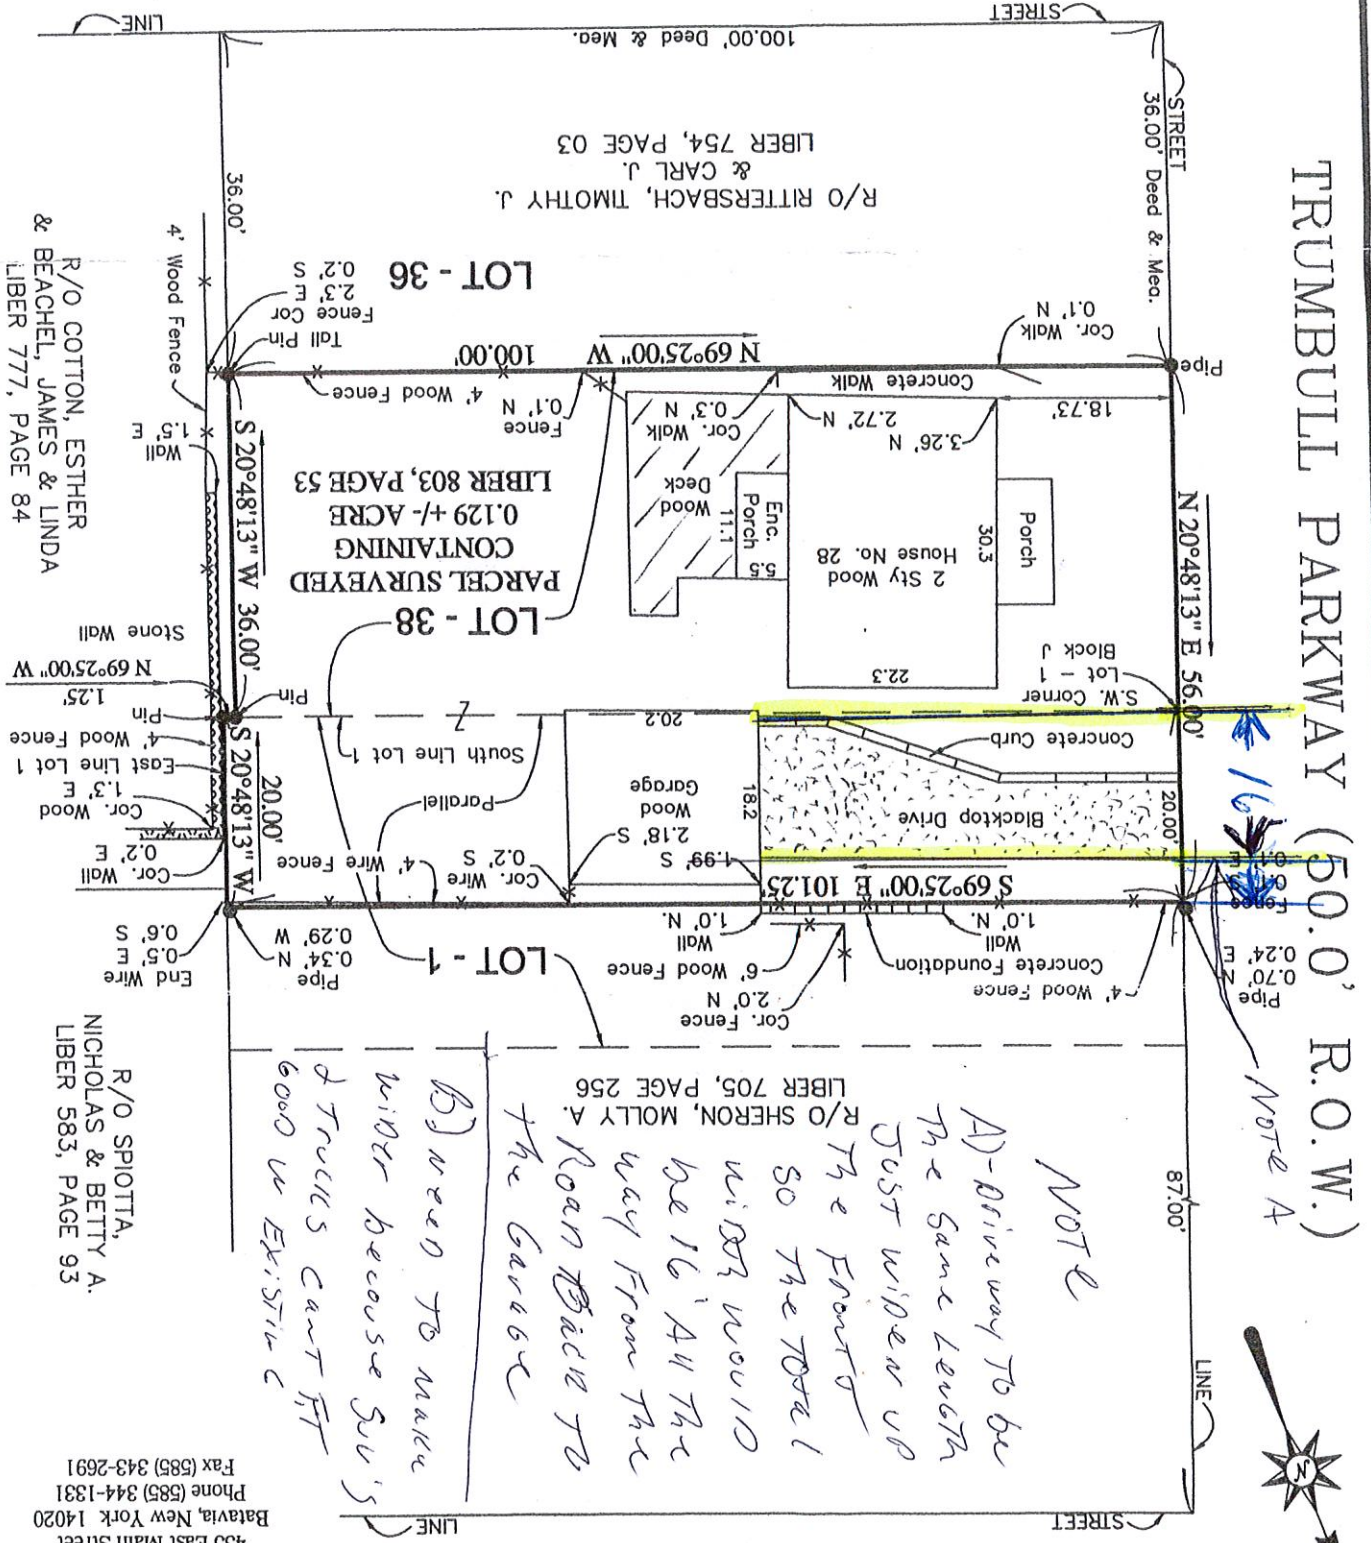 TRUMBULL PARKWAY (50.0' R.O.W.)
STREET
LINE
100.00' Deed & Mea.
STREET
36.00' Deed & Mea.
R/O RITTERSBACH, TIMOTHY J.
& CARL J.
LIBER 754, PAGE 03
36.00'
LOT - 36
4' Wood Fence
R/O COTTON, ESTHER
& BEACHEL, JAMES & LINDA
LIBER 777, PAGE 84
Tall Pin
Fence Cor
2.3' E
0.2' S
Pipe
Cor. Walk
0.1' N
N 69°25'00" W 100.00'
Concrete Walk
4' Wood Fence
Fence
0.1' N
Cor. Walk
0.3' N
2.72' N
3.26' N
18.73'
Wall
1.5' E
S 20°48'13" W 36.00'
N 20°48'13" E 56.00'
Porch
30.3
2 Sty Wood
House No. 28
22.3
Enc.
Porch
5.5
11.1
Wood
Deck
LOT - 38
PARCEL SURVEYED
CONTAINING
0.129 +/- ACRE
LIBER 803, PAGE 53
Stone Wall
N 69°25'00" W
1.25'
Pin
Pin
S.W. Corner
Lot - 1
Block J
South Line Lot 1
4' Wood Fence
East Line Lot 1
Cor. Wood
1.3' E
Cor. Wall
0.2' E
S 20°48'13" W
20.00'
Parallel
4' Wire Fence
Cor. Wire
0.2' S
20.2
Wood
Garage
18.2
2.18' S
1.99' S
Concrete Curb
Blacktop Drive
20.00'
16'
Fence
0.1' E
S 69°25'00" E 101.25'
Pipe
0.70' N
0.24' E
Note A
End Wire
0.5' E
0.6' S
Pipe
0.34' N
0.29' W
LOT - 1
Wall
1.0' N.
Wall
1.0' N.
6' Wood Fence
Concrete Foundation
4' Wood Fence
Cor. Fence
2.0' N
R/O SHERON, MOLLY A.
LIBER 705, PAGE 256
R/O SPIOTTA,
NICHOLAS & BETTY A.
LIBER 583, PAGE 93
87.00'
NOTE
A)-Driveway To be
The Same Length
Just widen up
The Front
So The Total
width would
be 16' All The
way From The
Road Back To
The Garage
B) need To make
wider because Suv's
& Trucks can't FIT
Good in Existing
LINE
STREET
LINE
455 East Main Street
Batavia, New York 14020
Phone (585) 344-1331
Fax (585) 343-2691
N